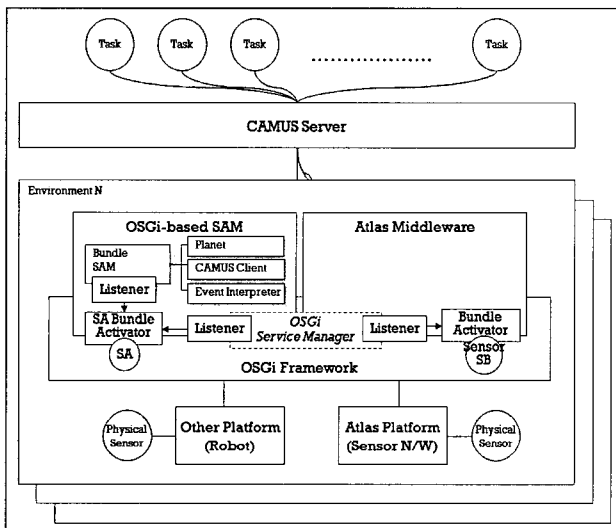 Task
Task
Task
Task
CAMUS Server
Environment N
OSGi-based SAM
Atlas Middleware
Bundle
SAM
Listener
Planet
CAMUS Client
Event Interpreter
SA Bundle
Activator
SA
Listener
OSGi
Service Manager
Listener
Bundle
Activator
Sensor
SB
OSGi Framework
Physical
Sensor
Other Platform
(Robot)
Atlas Platform
(Sensor N/W)
Physical
Sensor